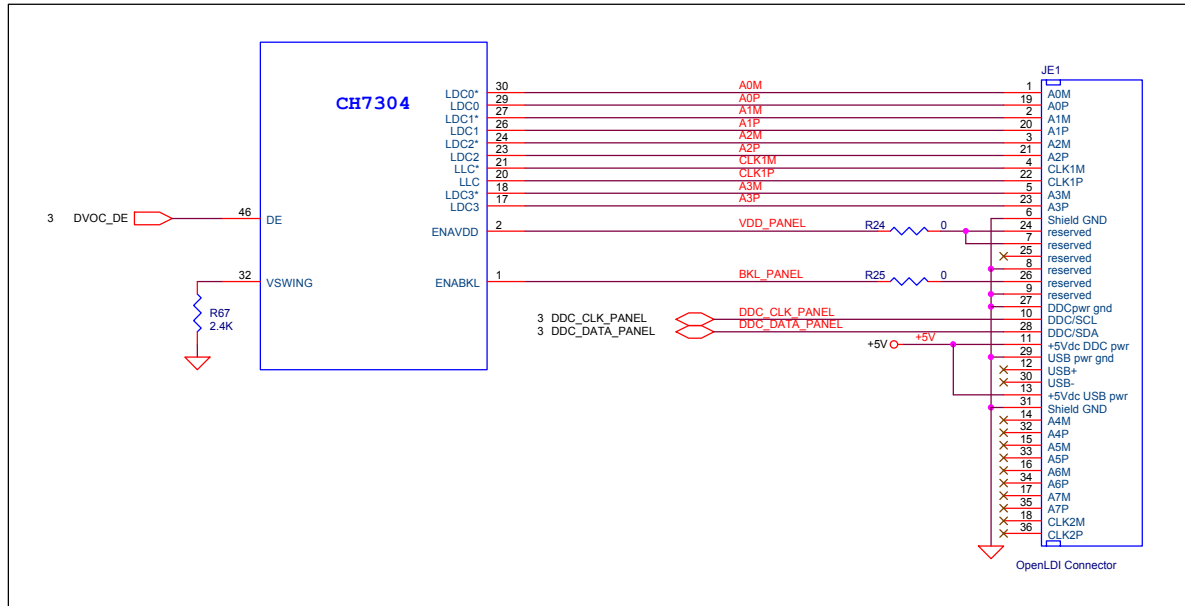 JE1
CH7304
LDC0* 30 A0M 1 A0M
LDC0 29 A0P 19 A0P
LDC1* 27 A1M 2 A1M
LDC1 26 A1P 20 A1P
LDC2* 24 A2M 3 A2M
LDC2 23 A2P 21 A2P
LLC* 21 CLK1M 4 CLK1M
LLC 20 CLK1P 22 CLK1P
LDC3* 18 A3M 5 A3M
LDC3 17 A3P 23 A3P
3 DVOC_DE 46 DE
6 Shield GND
ENAVDD 2 VDD_PANEL R24 0 24 reserved
7 reserved
25 reserved
8 reserved
32 VSWING ENABKL 1 BKL_PANEL R25 0 26 reserved
9 reserved
R67
2.4K
27 DDCpwr gnd
3 DDC_CLK_PANEL DDC_CLK_PANEL 10 DDC/SCL
3 DDC_DATA_PANEL DDC_DATA_PANEL 28 DDC/SDA
+5V +5V 11 +5Vdc DDC pwr
29 USB pwr gnd
12 USB+
30 USB-
13 +5Vdc USB pwr
31 Shield GND
14 A4M
32 A4P
15 A5M
33 A5P
16 A6M
34 A6P
17 A7M
35 A7P
18 CLK2M
36 CLK2P
OpenLDI Connector